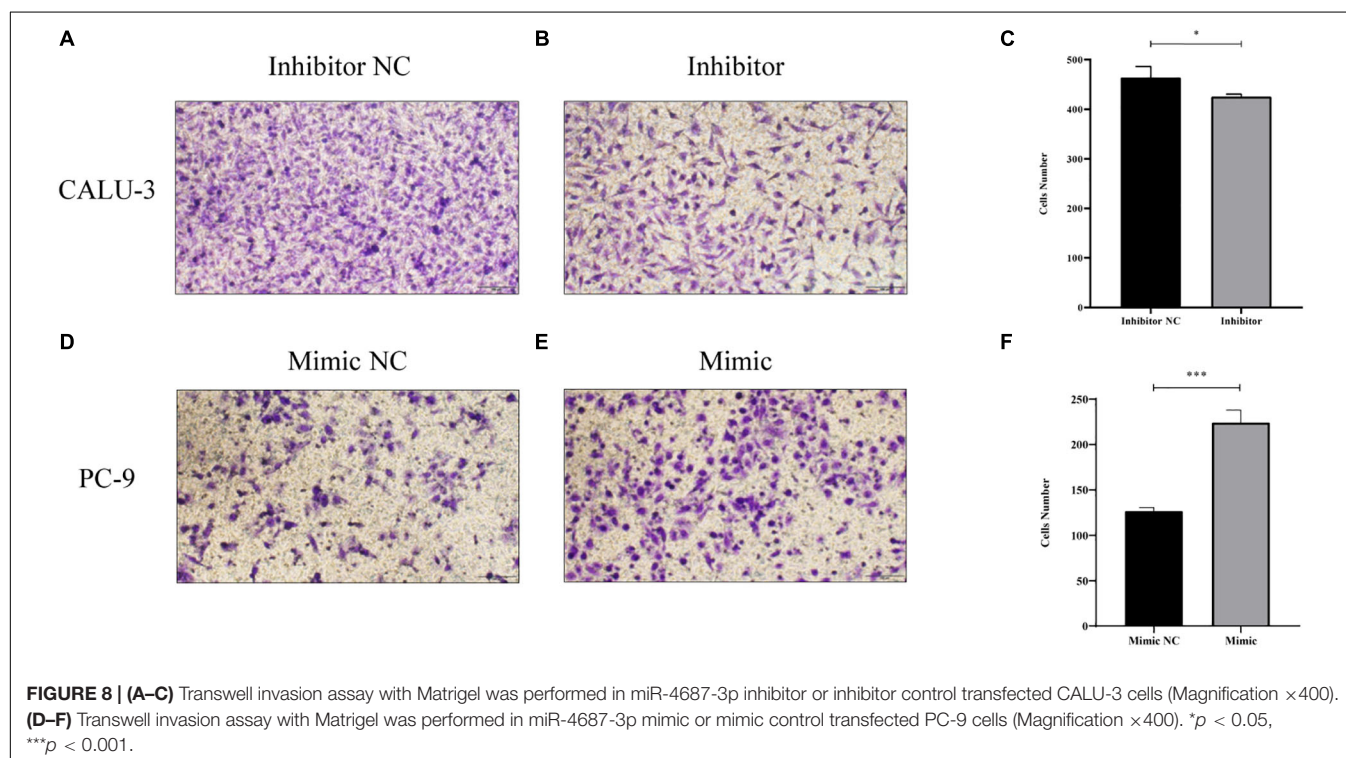 A
B
C
Inhibitor NC
Inhibitor
CALU-3
*
500
400
300
200
100
0
Cells Number
Inhibitor NC
Inhibitor
D
E
F
Mimic NC
Mimic
PC-9
***
250
200
150
100
50
0
Cells Number
Mimic NC
Mimic
FIGURE 8 | (A–C) Transwell invasion assay with Matrigel was performed in miR-4687-3p inhibitor or inhibitor control transfected CALU-3 cells (Magnification ×400).
(D–F) Transwell invasion assay with Matrigel was performed in miR-4687-3p mimic or mimic control transfected PC-9 cells (Magnification ×400). *p < 0.05,
***p < 0.001.